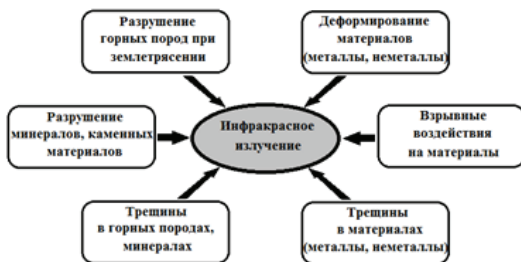 Разрушение
горных пород при
землетрясении
Деформирование
материалов
(металлы, неметаллы)
Разрушение
минералов, каменных
материалов
Инфракрасное
излучение
Взрывные
воздействия
на материалы
Трещины
в горных породах,
минералах
Трещины
в материалах
(металлы, неметаллы)